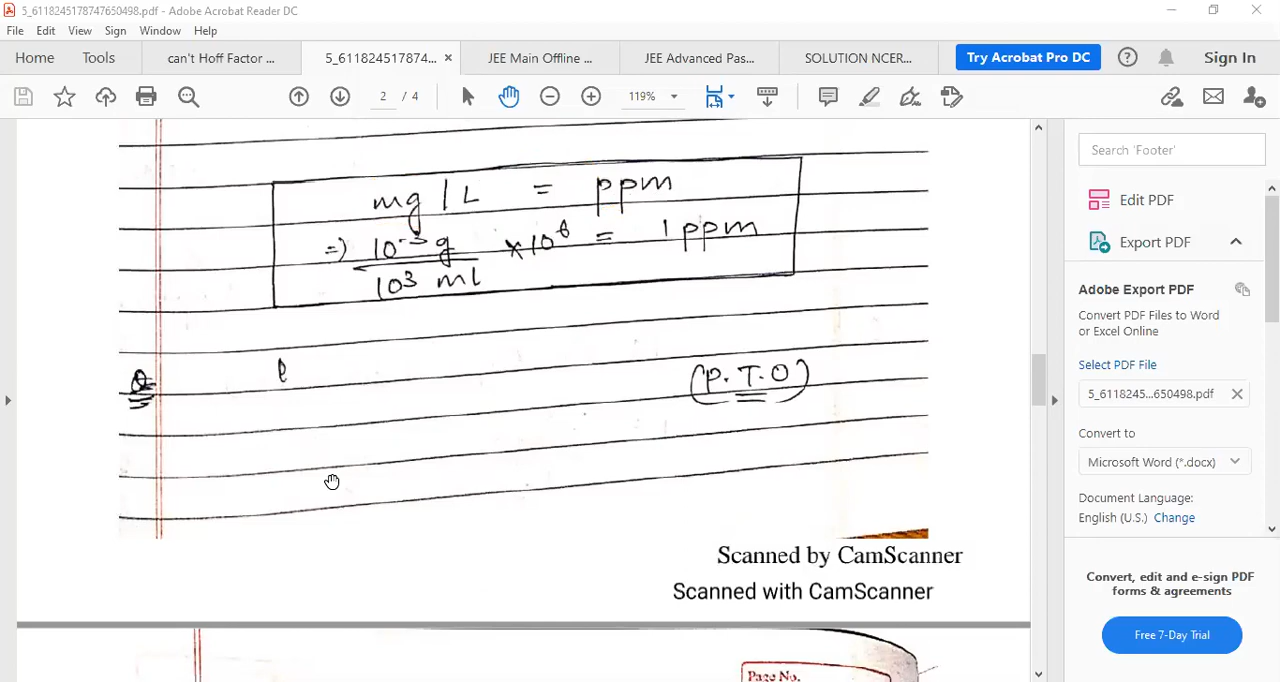 5_6118245178747650498.pdf - Adobe Acrobat Reader DC
File Edit View Sign Window Help
Home Tools can't Hoff Factor ... 5_611824517874... × JEE Main Offline ... JEE Advanced Pas... SOLUTION NCER... Try Acrobat Pro DC ? Sign In
2 / 4 119%
Search 'Footer'
mg/L = ppm
Edit PDF
=> 10⁻³g / 10³ ml × 10⁶ = 1 ppm
Export PDF
Adobe Export PDF
Convert PDF Files to Word
or Excel Online
Select PDF File
Q (P.T.O)
5_6118245...650498.pdf
Convert to
Microsoft Word (*.docx)
Document Language:
English (U.S.) Change
Scanned by CamScanner
Scanned with CamScanner
Convert, edit and e-sign PDF
forms & agreements
Free 7-Day Trial
Page No.